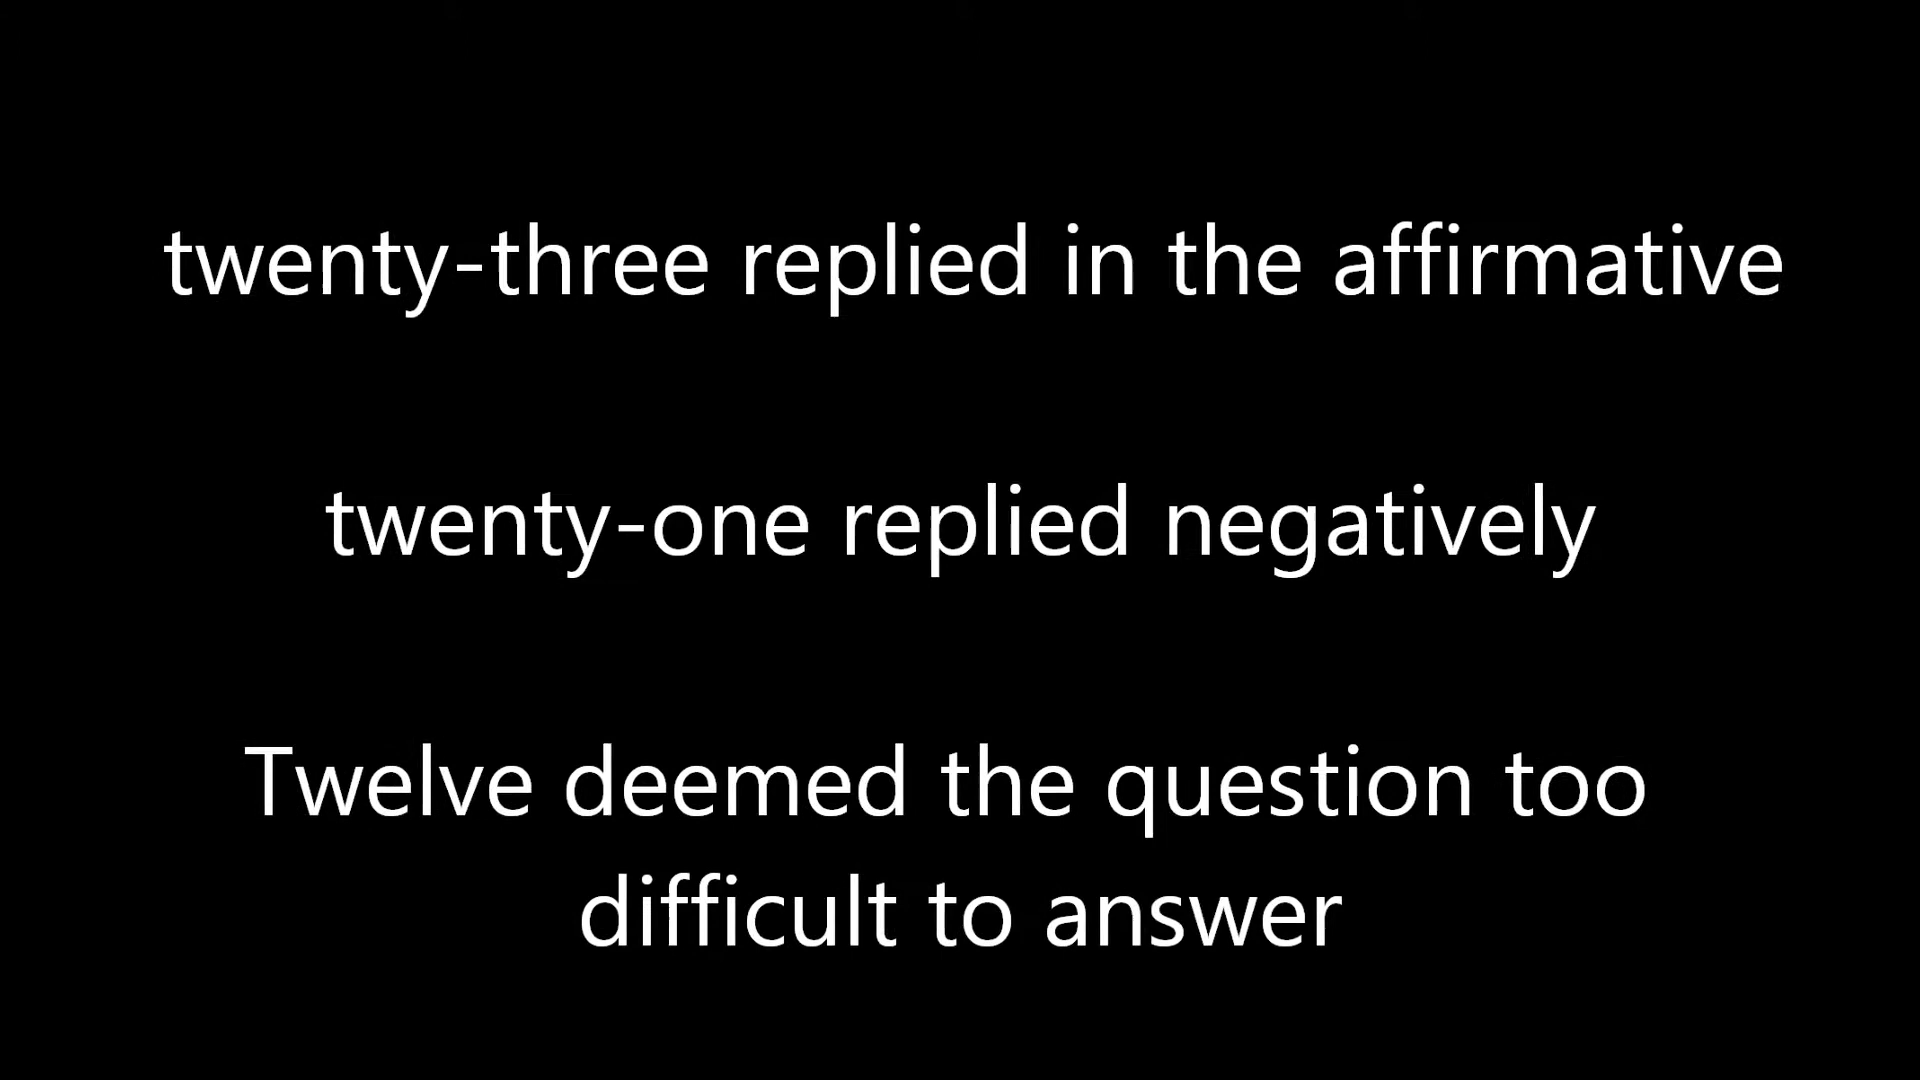 twenty-three replied in the affirmative
twenty-one replied negatively
Twelve deemed the question too
difficult to answer